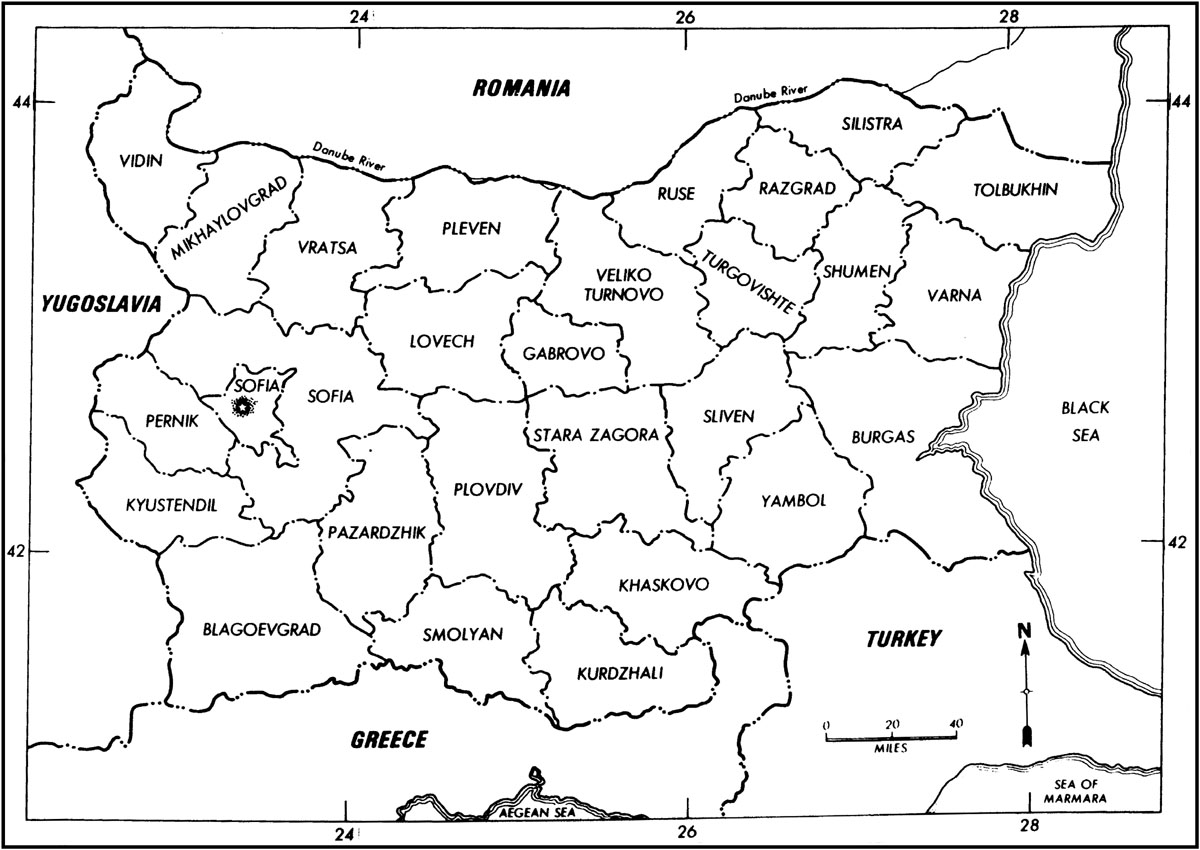 24
26
28
ROMANIA
44
44
Danube River
SILISTRA
Danube River
VIDIN
MIKHAYLOVGRAD
RUSE
RAZGRAD
TOLBUKHIN
PLEVEN
VRATSA
TURGOVISHTE
SHUMEN
VELIKO
TURNOVO
VARNA
YUGOSLAVIA
LOVECH
GABROVO
SOFIA
SOFIA
PERNIK
SLIVEN
BLACK
SEA
STARA ZAGORA
BURGAS
PLOVDIV
YAMBOL
KYUSTENDIL
PAZARDZHIK
42
42
KHASKOVO
BLAGOEVGRAD
SMOLYAN
TURKEY
N
KURDZHALI
0 20 40
MILES
GREECE
SEA OF
MARMARA
AEGEAN SEA
24
26
28